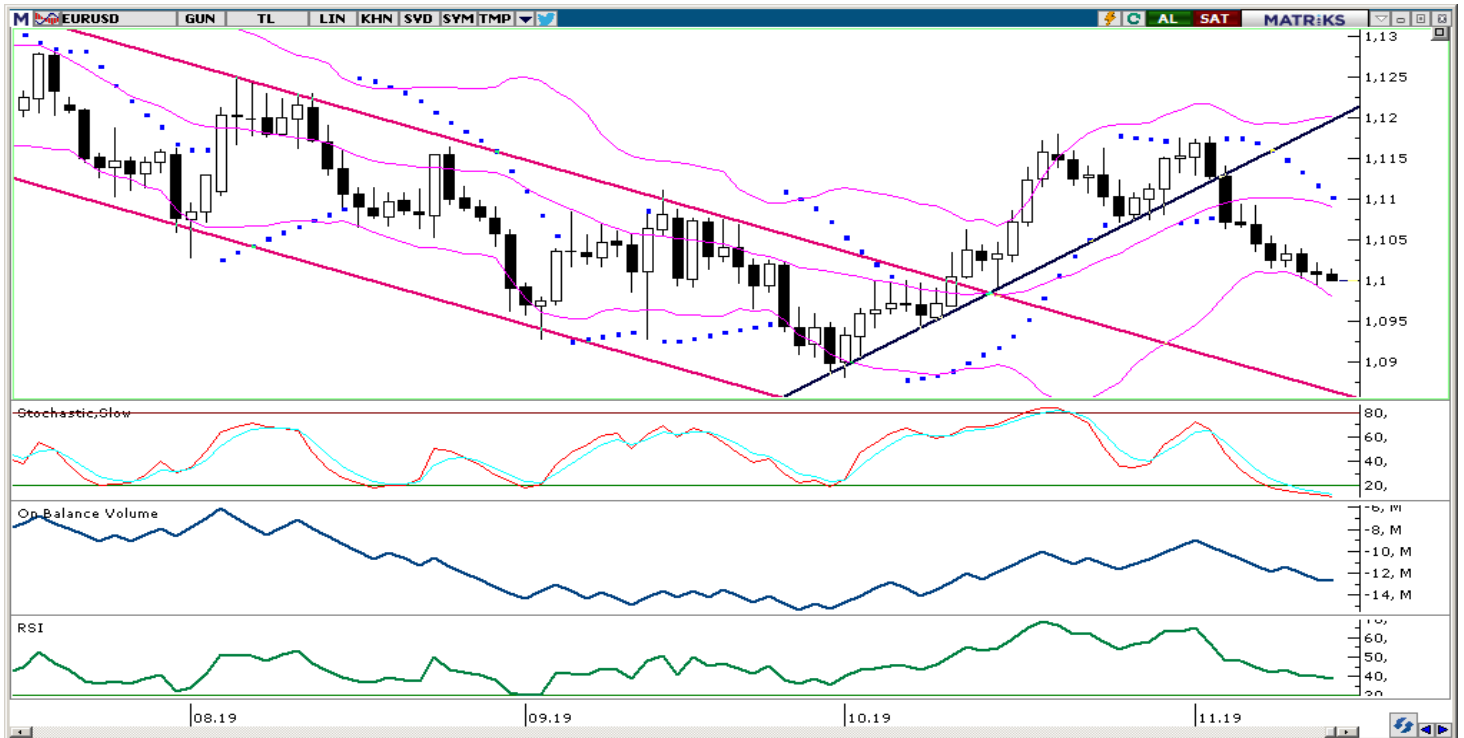 M EURUSD GUN TL LIN KHN SVD SYM TMP AL SAT MATRiKS
1,13
1,125
1,12
1,115
1,11
1,105
1,1
1,095
1,09
Stochastic,Slow
80,
60,
40,
20,
On Balance Volume
-6, M
-8, M
-10, M
-12, M
-14, M
RSI
70,
60,
50,
40,
30
08.19 09.19 10.19 11.19